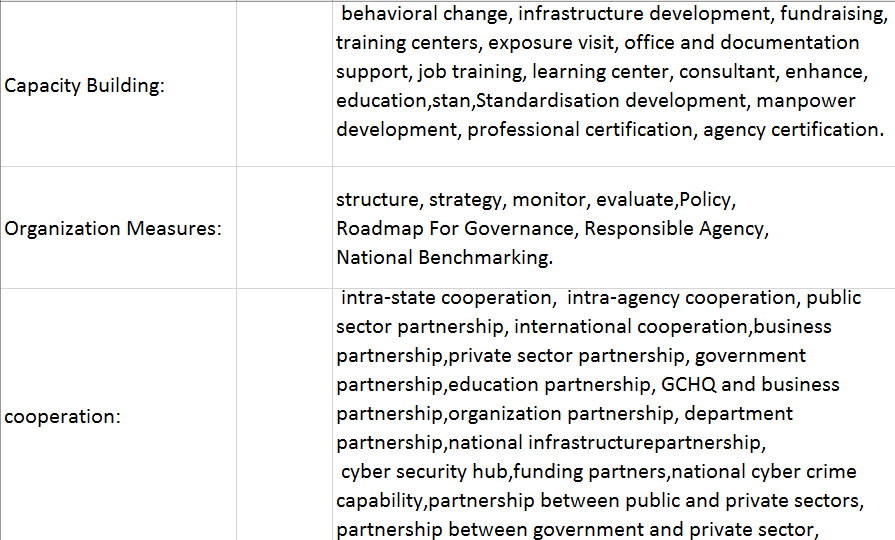 Capacity Building:
behavioral change, infrastructure development, fundraising,
training centers, exposure visit, office and documentation
support, job training, learning center, consultant, enhance,
education,stan,Standardisation development, manpower
development, professional certification, agency certification.
Organization Measures:
structure, strategy, monitor, evaluate,Policy,
Roadmap For Governance, Responsible Agency,
National Benchmarking.
cooperation:
intra-state cooperation,  intra-agency cooperation, public
sector partnership, international cooperation,business
partnership,private sector partnership, government
partnership,education partnership, GCHQ and business
partnership,organization partnership, department
partnership,national infrastructurepartnership,
cyber security hub,funding partners,national cyber crime
capability,partnership between public and private sectors,
partnership between government and private sector,